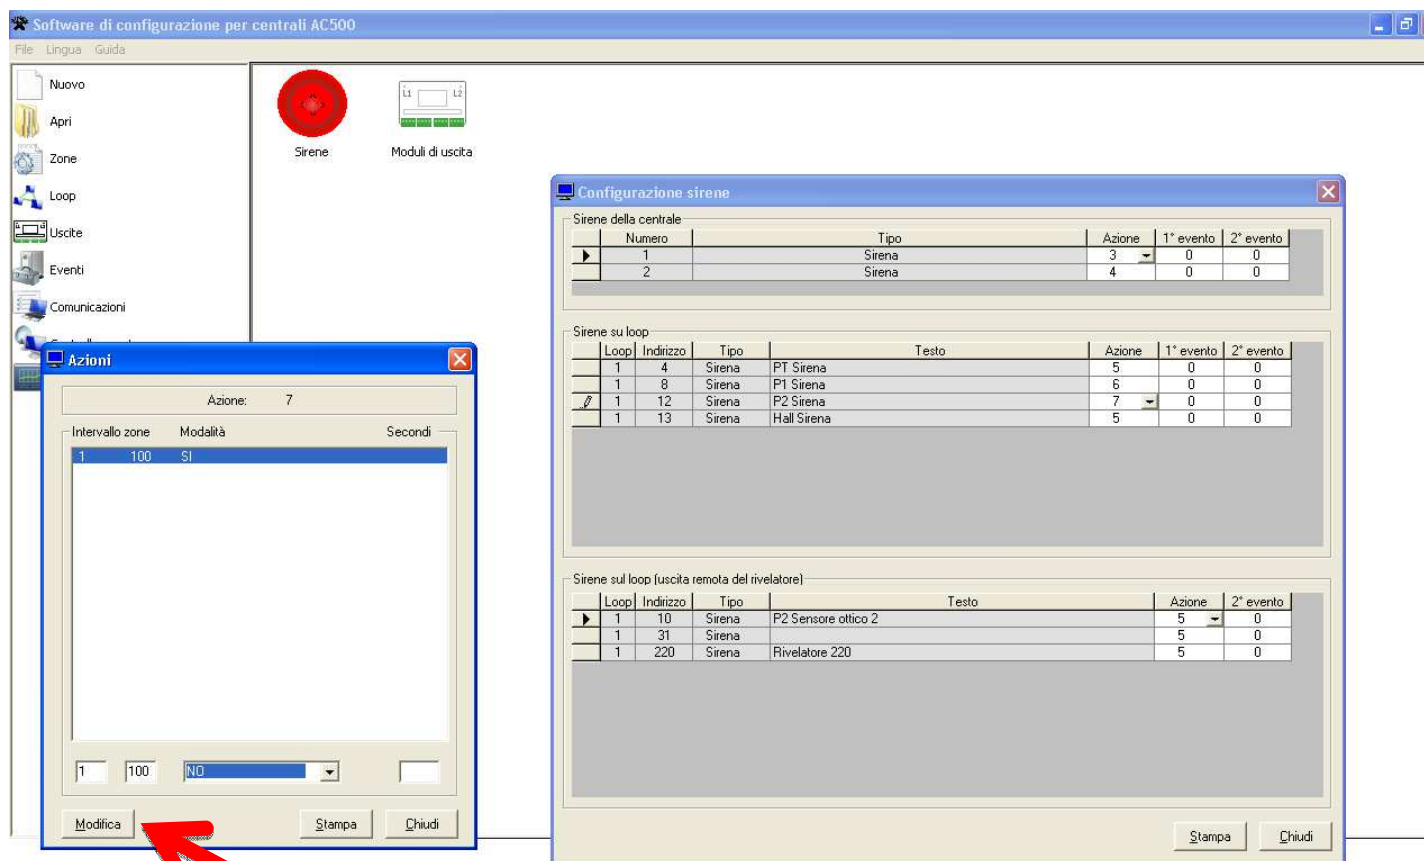 Software di configurazione per centrali AC500
File Lingua Guida
Nuovo
Apri
Zone
Loop
Uscite
Eventi
Comunicazioni
Sirene
Moduli di uscita
L1 L2
Azioni
Azione: 7
Intervallo zone Modalità Secondi
1 100 SI
1 100 NO
Modifica Stampa Chiudi
Configurazione sirene
Sirene della centrale
Numero Tipo Azione 1° evento 2° evento
1 Sirena 3 0 0
2 Sirena 4 0 0
Sirene su loop
Loop Indirizzo Tipo Testo Azione 1° evento 2° evento
1 4 Sirena PT Sirena 5 0 0
1 8 Sirena P1 Sirena 6 0 0
1 12 Sirena P2 Sirena 7 0 0
1 13 Sirena Hall Sirena 5 0 0
Sirene sul loop (uscita remota del rivelatore)
Loop Indirizzo Tipo Testo Azione 2° evento
1 10 Sirena P2 Sensore ottico 2 5 0
1 31 Sirena 5 0
1 220 Sirena Rivelatore 220 5 0
Stampa Chiudi